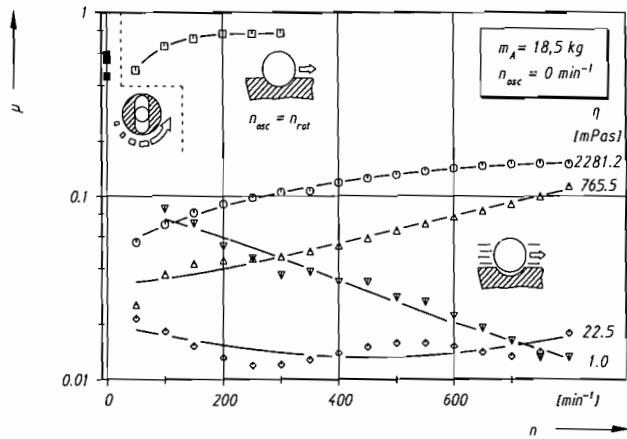 1
μ
m_A = 18,5 kg
n_osc = 0 min⁻¹
n_osc = n_rot
η
[mPas]
2281.2
765.5
0.1
22.5
1.0
0.01
0 200 400 600 [min⁻¹]
n